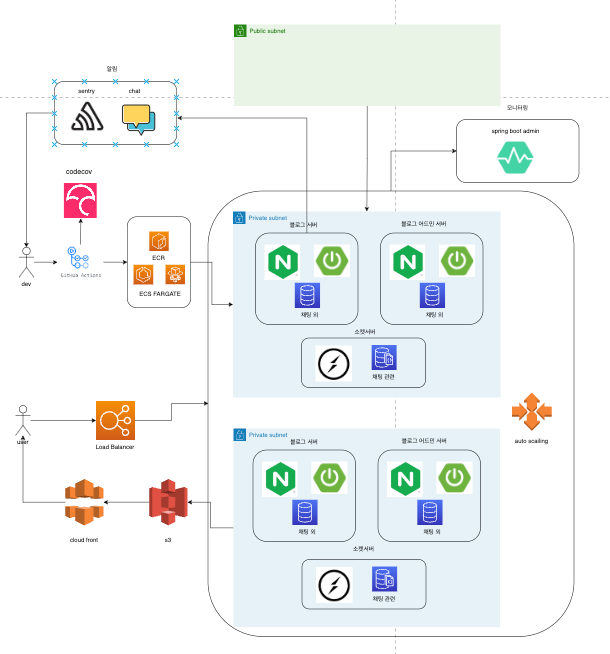 Public subnet
알림
sentry
chat
모니터링
spring boot admin
codecov
Private subnet
블로그 서버
블로그 어드민 서버
채팅 외
채팅 외
소켓서버
채팅 관련
dev
GitHub Actions
ECR
ECS FARGATE
user
Load Balancer
auto scailing
Private subnet
블로그 서버
블로그 어드민 서버
채팅 외
채팅 외
소켓서버
채팅 관련
cloud front
s3